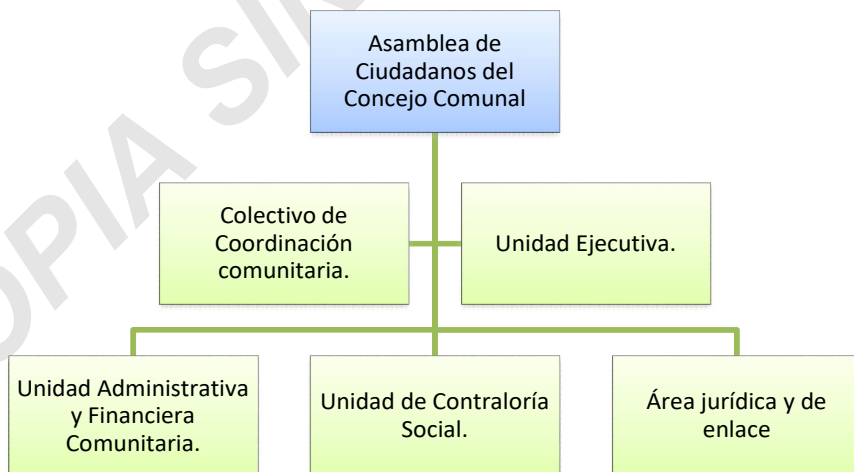 Asamblea de
Ciudadanos del
Concejo Comunal
Colectivo de
Coordinación
comunitaria.
Unidad Ejecutiva.
Unidad Administrativa
y Financiera
Comunitaria.
Unidad de Contraloría
Social.
Área jurídica y de
enlace